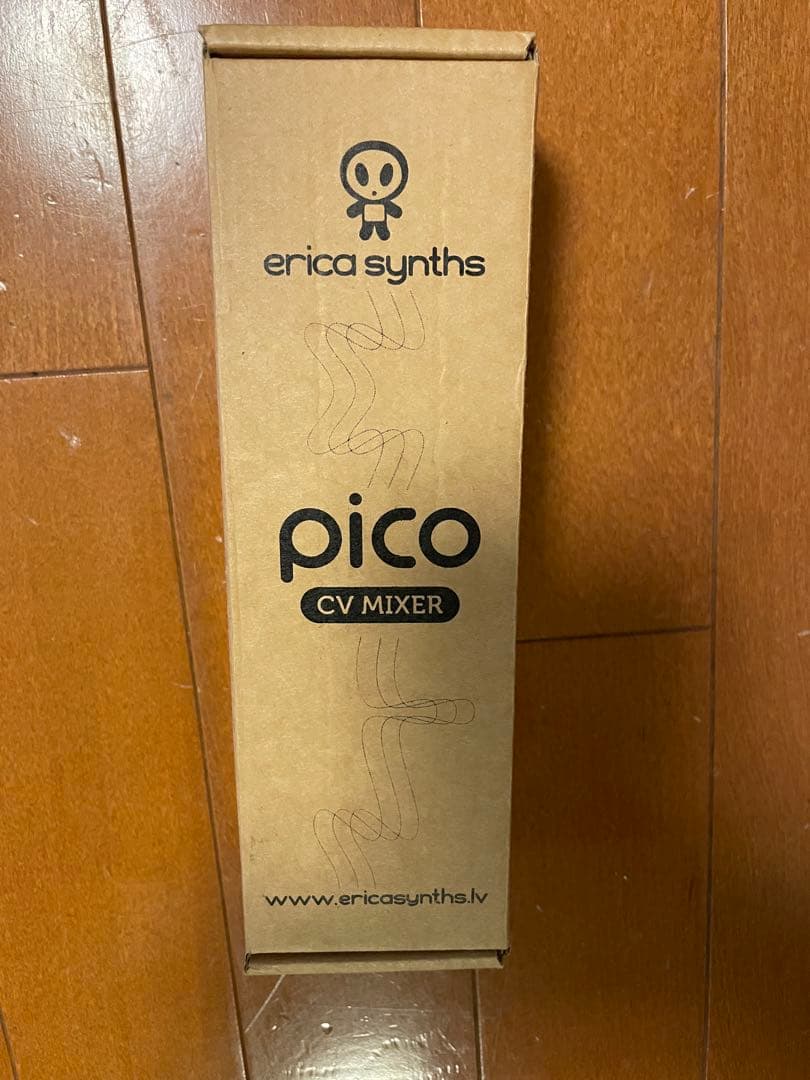 erica synths
pico
CV MIXER
www.ericasynths.lv